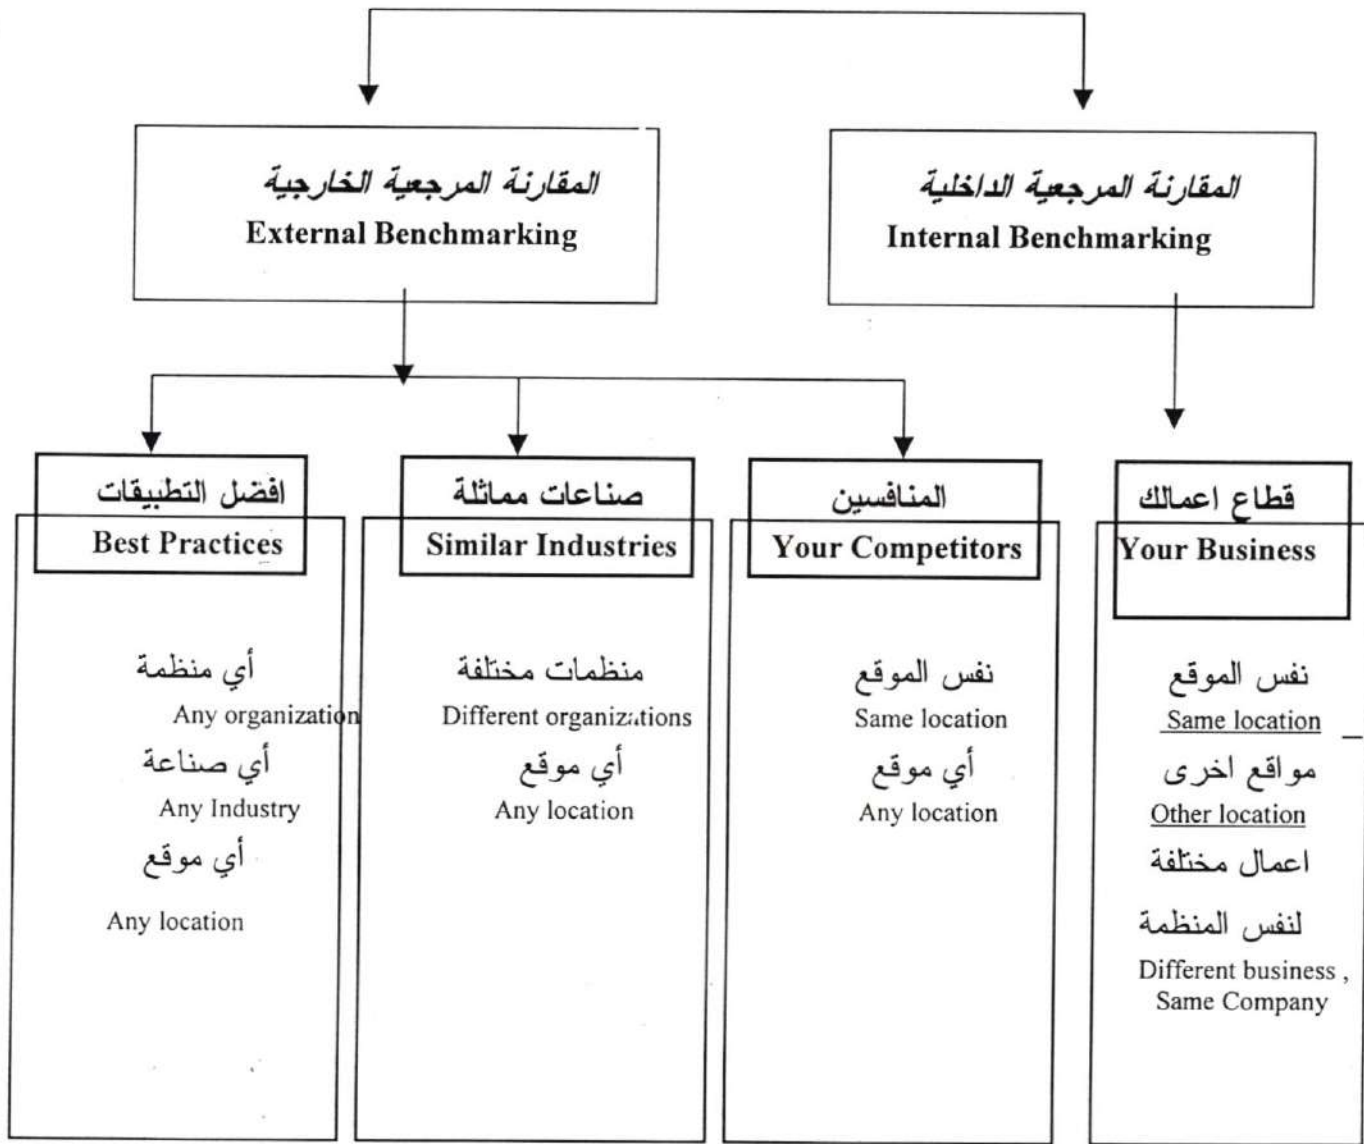 المقارنة المرجعية الخارجية
External Benchmarking
المقارنة المرجعية الداخلية
Internal Benchmarking
افضل التطبيقات
Best Practices
أي منظمة
Any organization
أي صناعة
Any Industry
أي موقع
Any location
صناعات مماثلة
Similar Industries
منظمات مختلفة
Different organizations
أي موقع
Any location
المنافسين
Your Competitors
نفس الموقع
Same location
أي موقع
Any location
قطاع اعمالك
Your Business
نفس الموقع
Same location
مواقع اخرى
Other location
اعمال مختلفة
لنفس المنظمة
Different business ,
Same Company